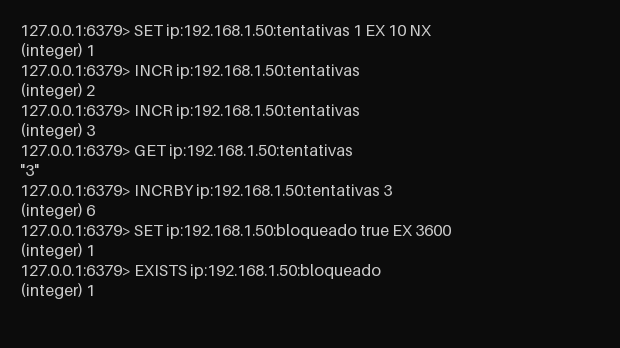 127.0.0.1:6379> SET ip:192.168.1.50:tentativas 1 EX 10 NX
(integer) 1
127.0.0.1:6379> INCR ip:192.168.1.50:tentativas
(integer) 2
127.0.0.1:6379> INCR ip:192.168.1.50:tentativas
(integer) 3
127.0.0.1:6379> GET ip:192.168.1.50:tentativas
"3"
127.0.0.1:6379> INCRBY ip:192.168.1.50:tentativas 3
(integer) 6
127.0.0.1:6379> SET ip:192.168.1.50:bloqueado true EX 3600
(integer) 1
127.0.0.1:6379> EXISTS ip:192.168.1.50:bloqueado
(integer) 1